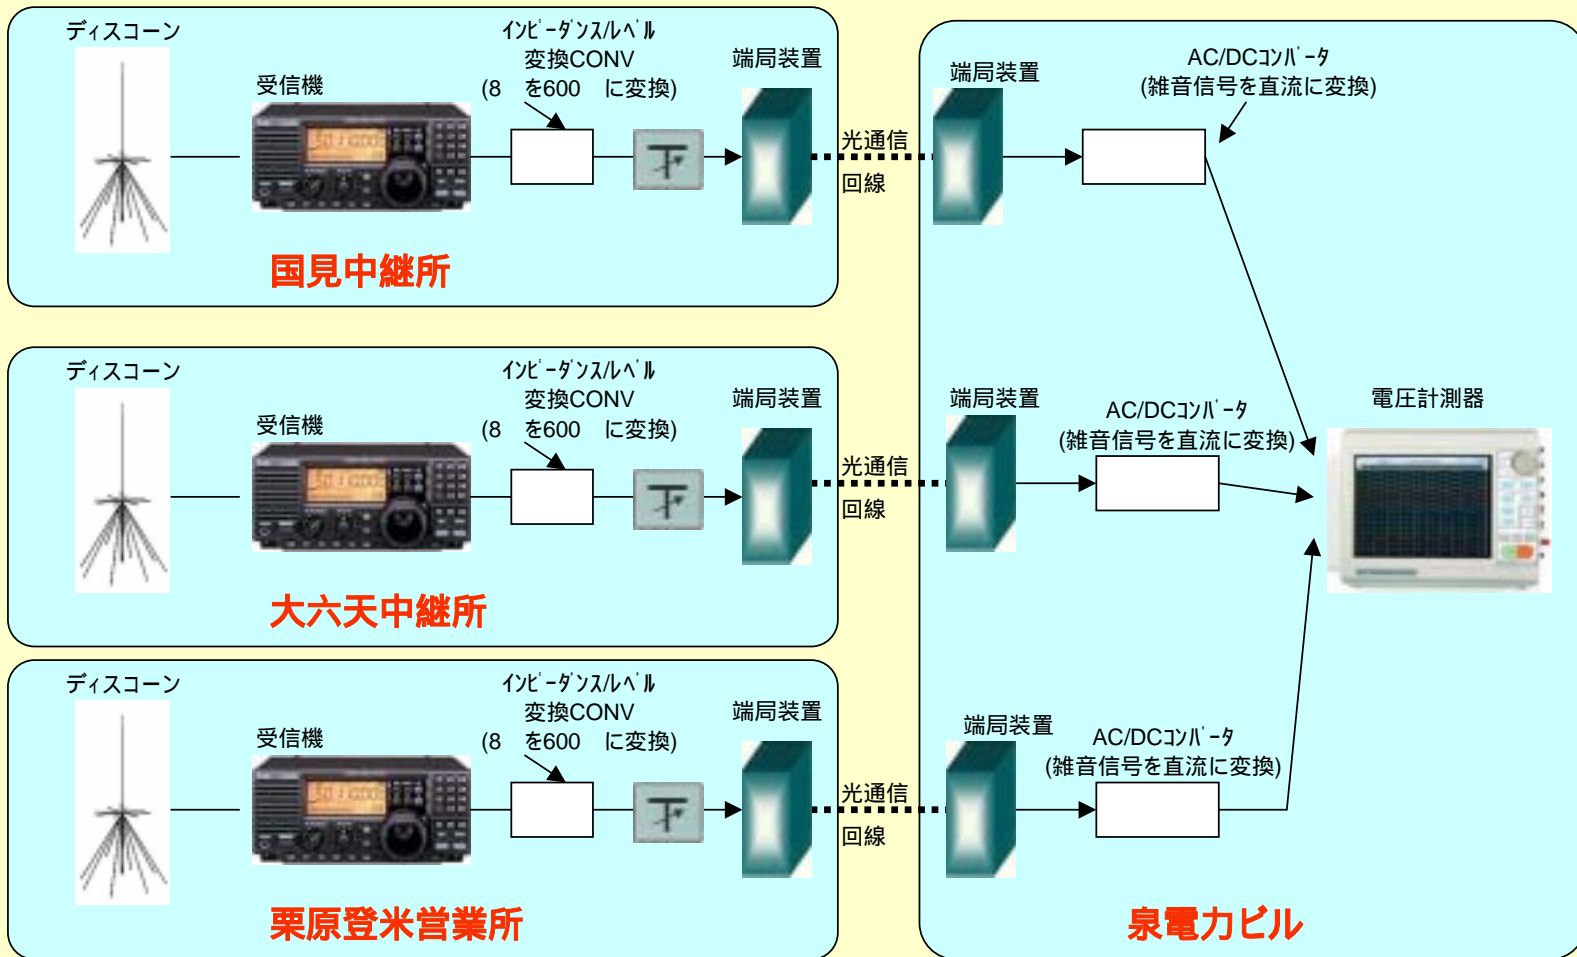 ディスコーン
受信機
ｲﾝﾋﾟｰﾀﾞﾝｽ/ﾚﾍﾞﾙ
変換CONV
(8　を600　に変換)
端局装置
光通信
回線
国見中継所
端局装置
AC/DCｺﾝﾊﾞｰﾀ
(雑音信号を直流に変換)
ディスコーン
受信機
ｲﾝﾋﾟｰﾀﾞﾝｽ/ﾚﾍﾞﾙ
変換CONV
(8　を600　に変換)
端局装置
光通信
回線
大六天中継所
端局装置
AC/DCｺﾝﾊﾞｰﾀ
(雑音信号を直流に変換)
電圧計測器
ディスコーン
受信機
ｲﾝﾋﾟｰﾀﾞﾝｽ/ﾚﾍﾞﾙ
変換CONV
(8　を600　に変換)
端局装置
光通信
回線
栗原登米営業所
端局装置
AC/DCｺﾝﾊﾞｰﾀ
(雑音信号を直流に変換)
泉電力ビル